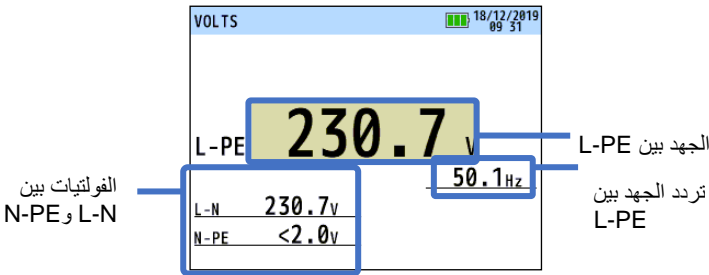 VOLTS
18/12/2019
09 31
L-PE 230.7 V
50.1Hz
L-N 230.7V
N-PE <2.0V
الجهد بين L-PE
تردد الجهد بين
L-PE
الفولتيات بين
L-N وN-PE